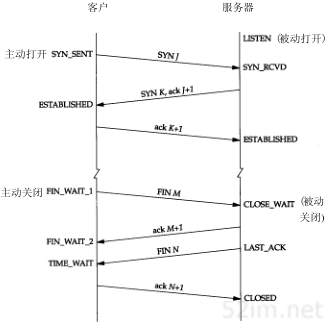 客户
服务器
LISTEN (被动打开)
主动打开 SYN_SENT
SYN J
SYN_RCVD
SYN K, ack J+1
ESTABLISHED
ack K+1
ESTABLISHED
主动关闭 FIN_WAIT_1
FIN M
CLOSE_WAIT (被动
关闭)
ack M+1
FIN_WAIT_2
FIN N
LAST_ACK
TIME_WAIT
ack N+1
CLOSED
52im.net